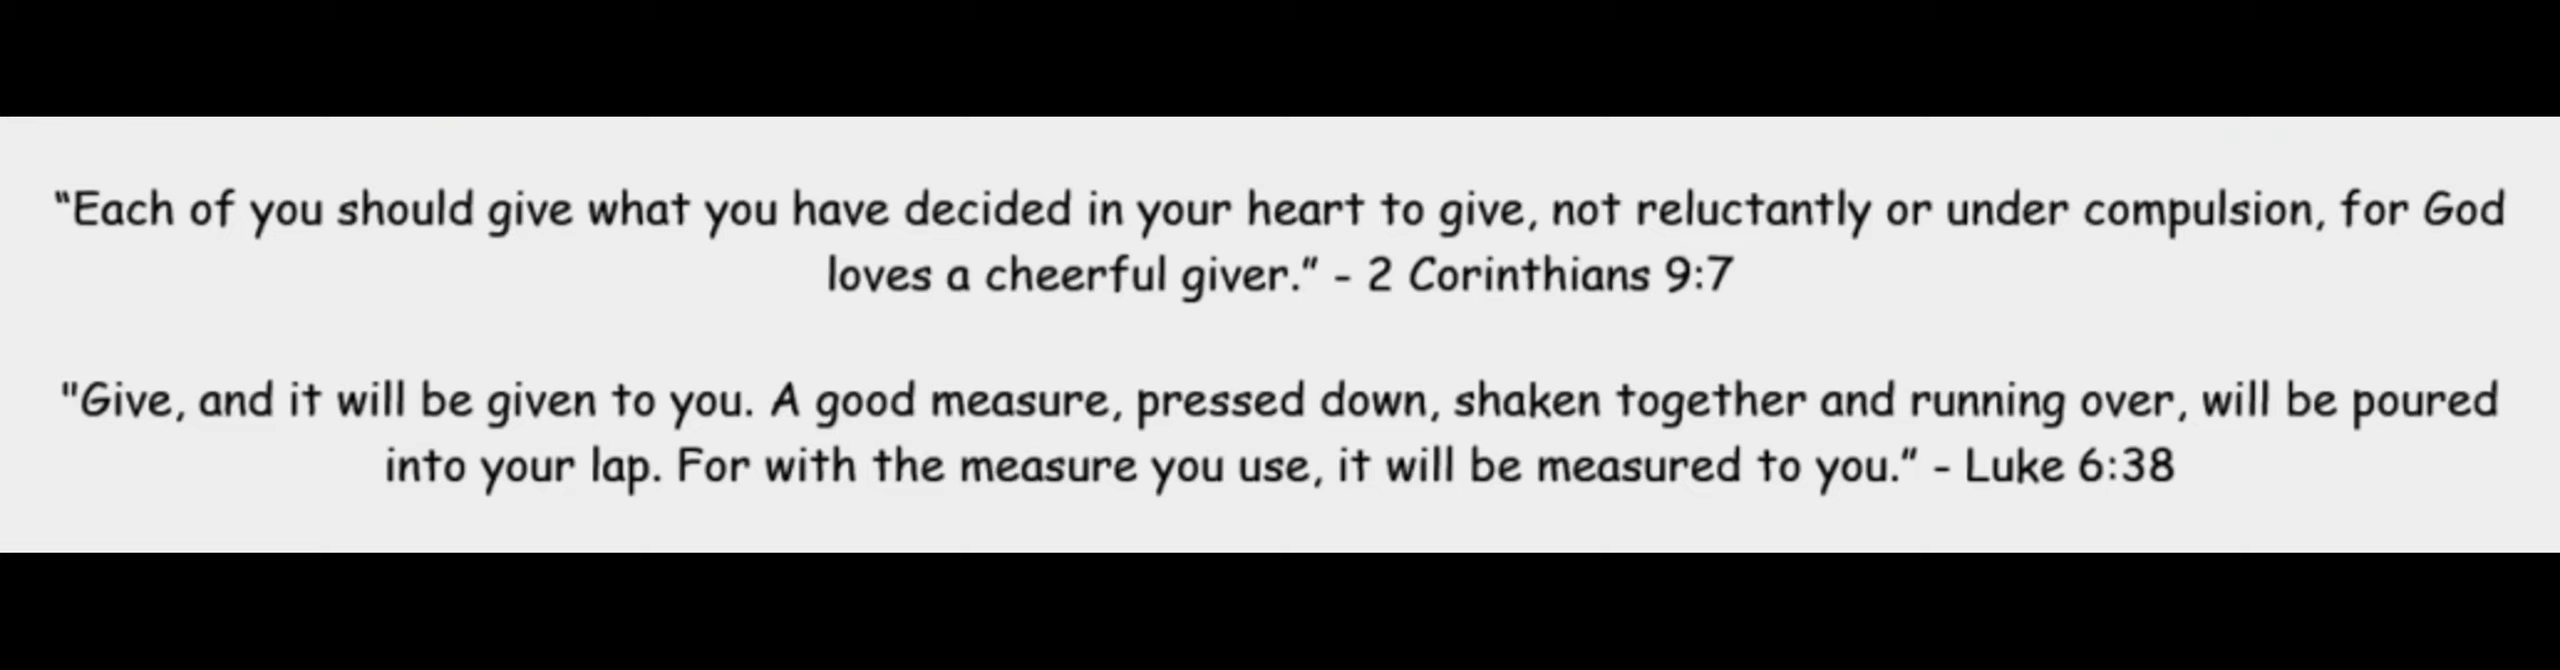 “Each of you should give what you have decided in your heart to give, not reluctantly or under compulsion, for God
loves a cheerful giver.” - 2 Corinthians 9:7
"Give, and it will be given to you. A good measure, pressed down, shaken together and running over, will be poured
into your lap. For with the measure you use, it will be measured to you.” - Luke 6:38